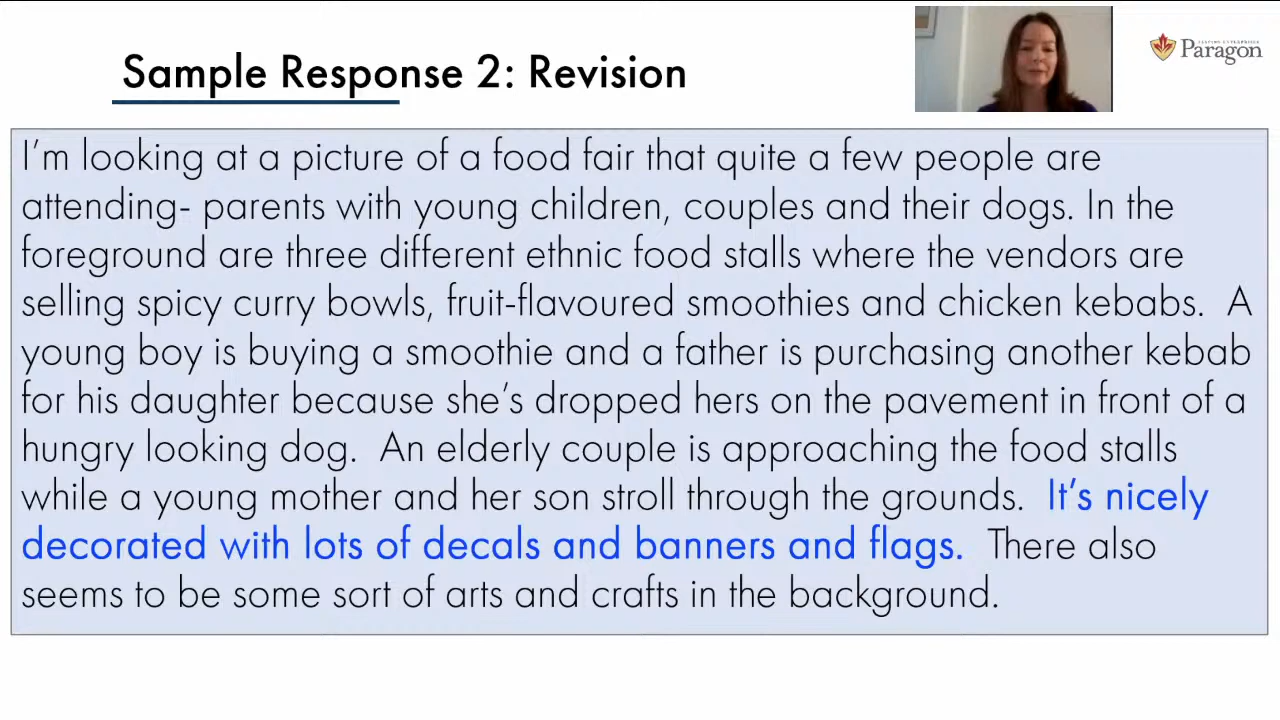 Sample Response 2: Revision
Paragon
I'm looking at a picture of a food fair that quite a few people are
attending- parents with young children, couples and their dogs. In the
foreground are three different ethnic food stalls where the vendors are
selling spicy curry bowls, fruit-flavoured smoothies and chicken kebabs.  A
young boy is buying a smoothie and a father is purchasing another kebab
for his daughter because she's dropped hers on the pavement in front of a
hungry looking dog.  An elderly couple is approaching the food stalls
while a young mother and her son stroll through the grounds.  It's nicely
decorated with lots of decals and banners and flags.  There also
seems to be some sort of arts and crafts in the background.